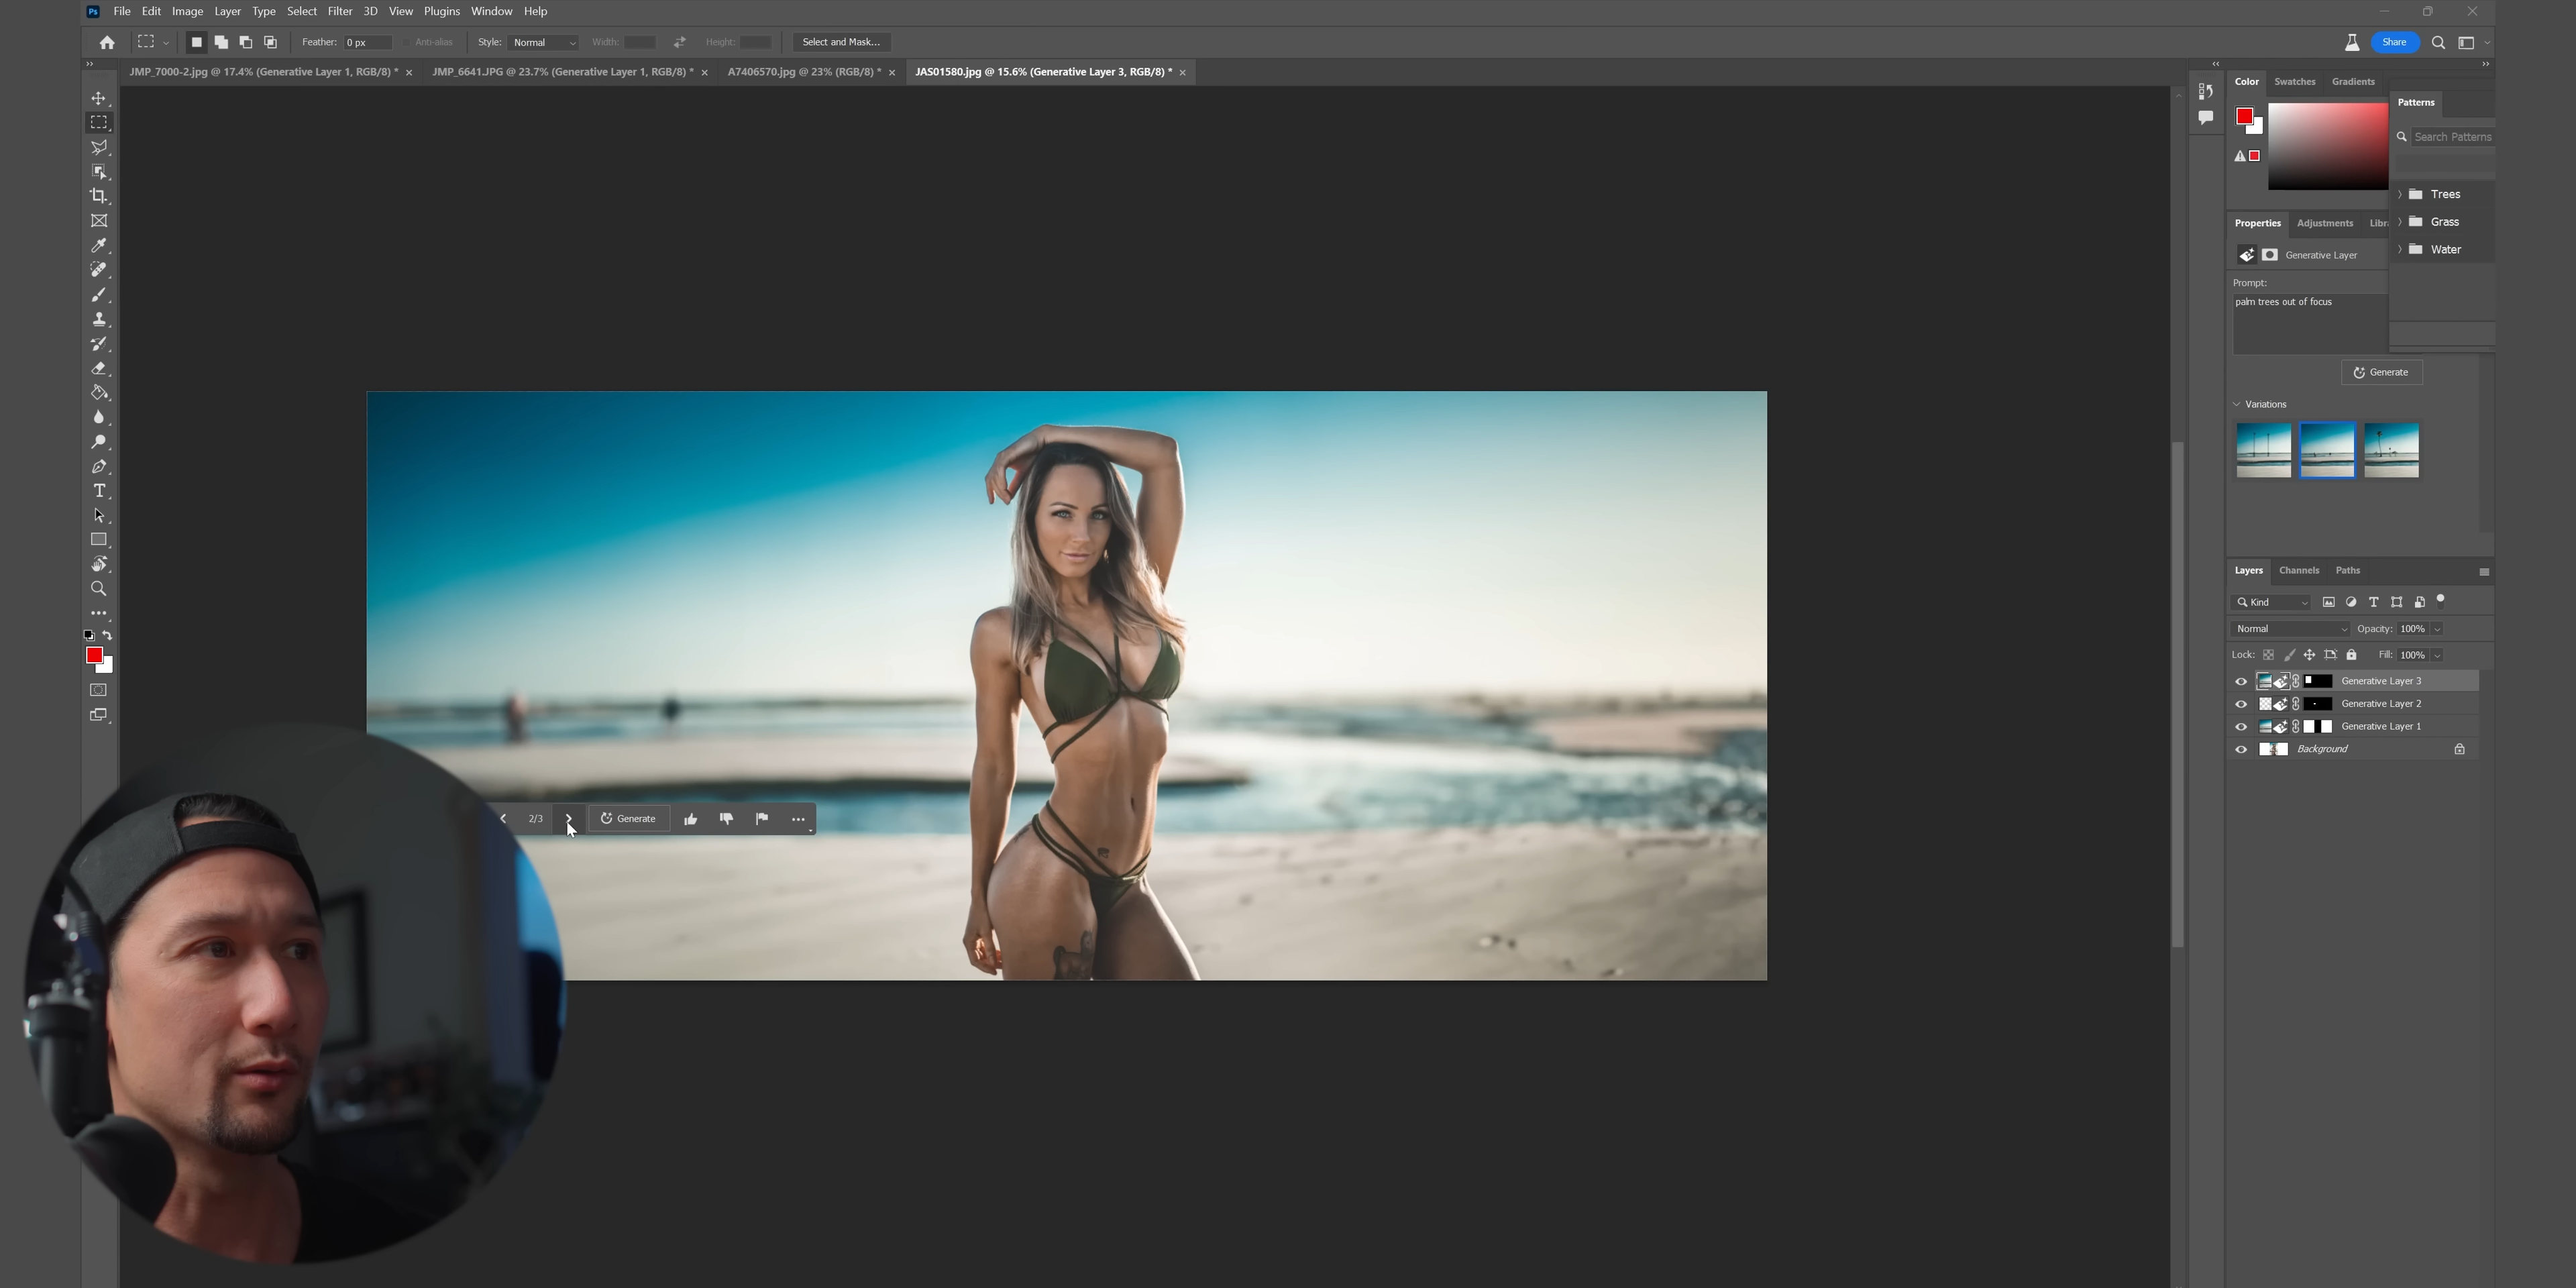 Ps File Edit Image Layer Type Select Filter 3D View Plugins Window Help
Feather: 0 px Anti-alias Style: Normal Width: Height: Select and Mask... Share
JMP_7000-2.jpg @ 17.4% (Generative Layer 1, RGB/8) * JMP_6641.JPG @ 23.7% (Generative Layer 1, RGB/8) * A7406570.jpg @ 23% (RGB/8) * JAS01580.jpg @ 15.6% (Generative Layer 3, RGB/8) *
Color Swatches Gradients
Patterns
Search Patterns
Trees
Grass
Water
Properties Adjustments Libra
Generative Layer
Prompt:
palm trees out of focus
Generate
Variations
2/3 Generate
Layers Channels Paths
Kind
Normal Opacity: 100%
Lock: Fill: 100%
Generative Layer 3
Generative Layer 2
Generative Layer 1
Background